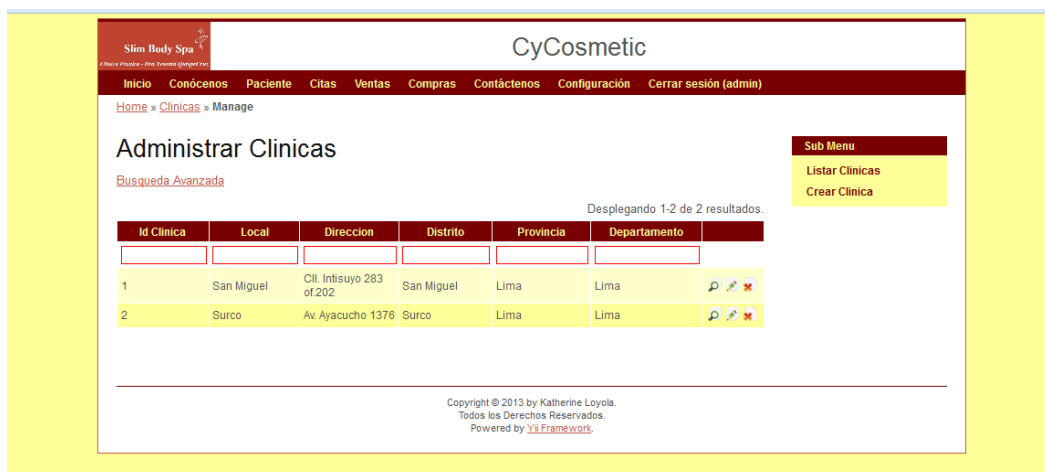 Slim Body Spa
CyCosmetic
Inicio Conócenos Paciente Citas Ventas Compras Contáctenos Configuración Cerrar sesión (admin)
Home » Clinicas » Manage
Administrar Clinicas
Busqueda Avanzada
Sub Menu
Listar Clinicas
Crear Clinica
Desplegando 1-2 de 2 resultados.
Id Clinica Local Direccion Distrito Provincia Departamento
1 San Miguel Cll. Intisuyo 283 of.202 San Miguel Lima Lima
2 Surco Av. Ayacucho 1376 Surco Lima Lima
Copyright © 2013 by Katherine Loyola.
Todos los Derechos Reservados.
Powered by Yii Framework.